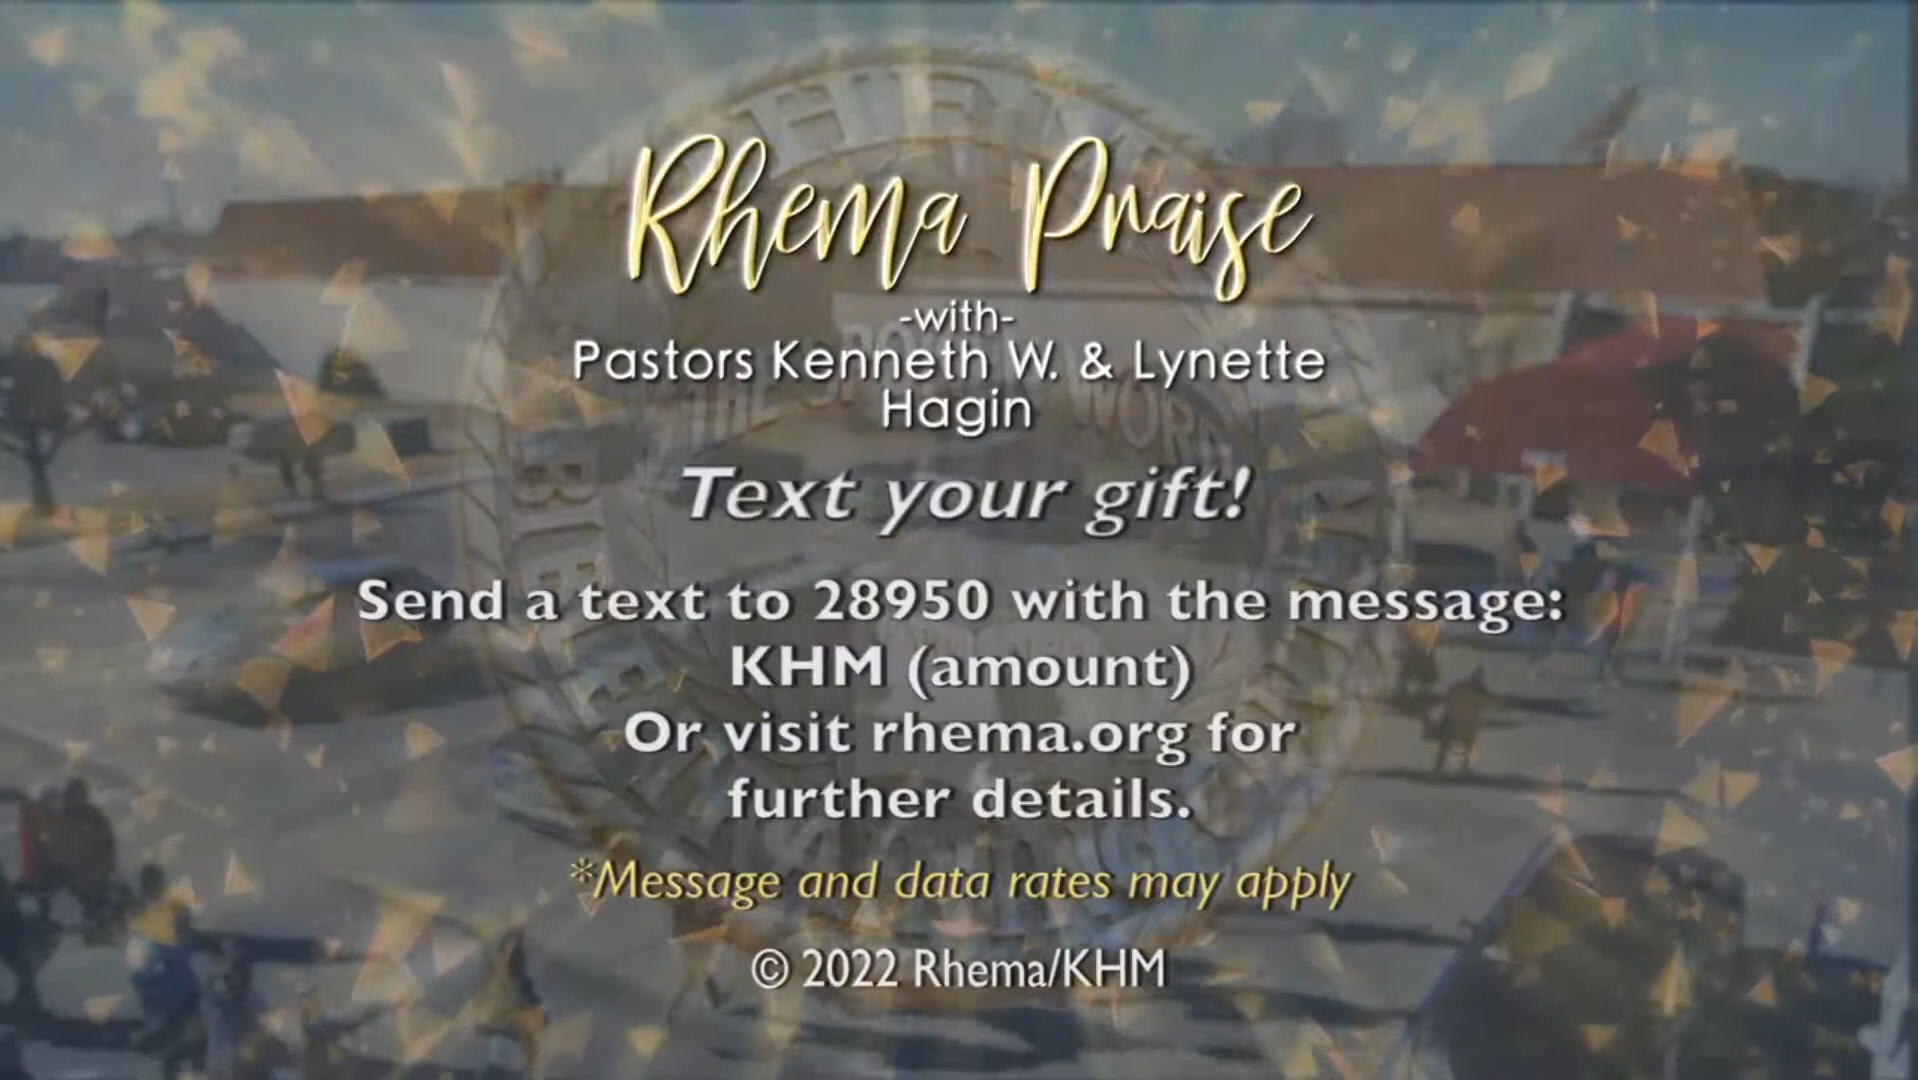 Rhema Praise
-with-
Pastors Kenneth W. & Lynette
Hagin
Text your gift!
Send a text to 28950 with the message:
KHM (amount)
Or visit rhema.org for
further details.
*Message and data rates may apply
© 2022 Rhema/KHM